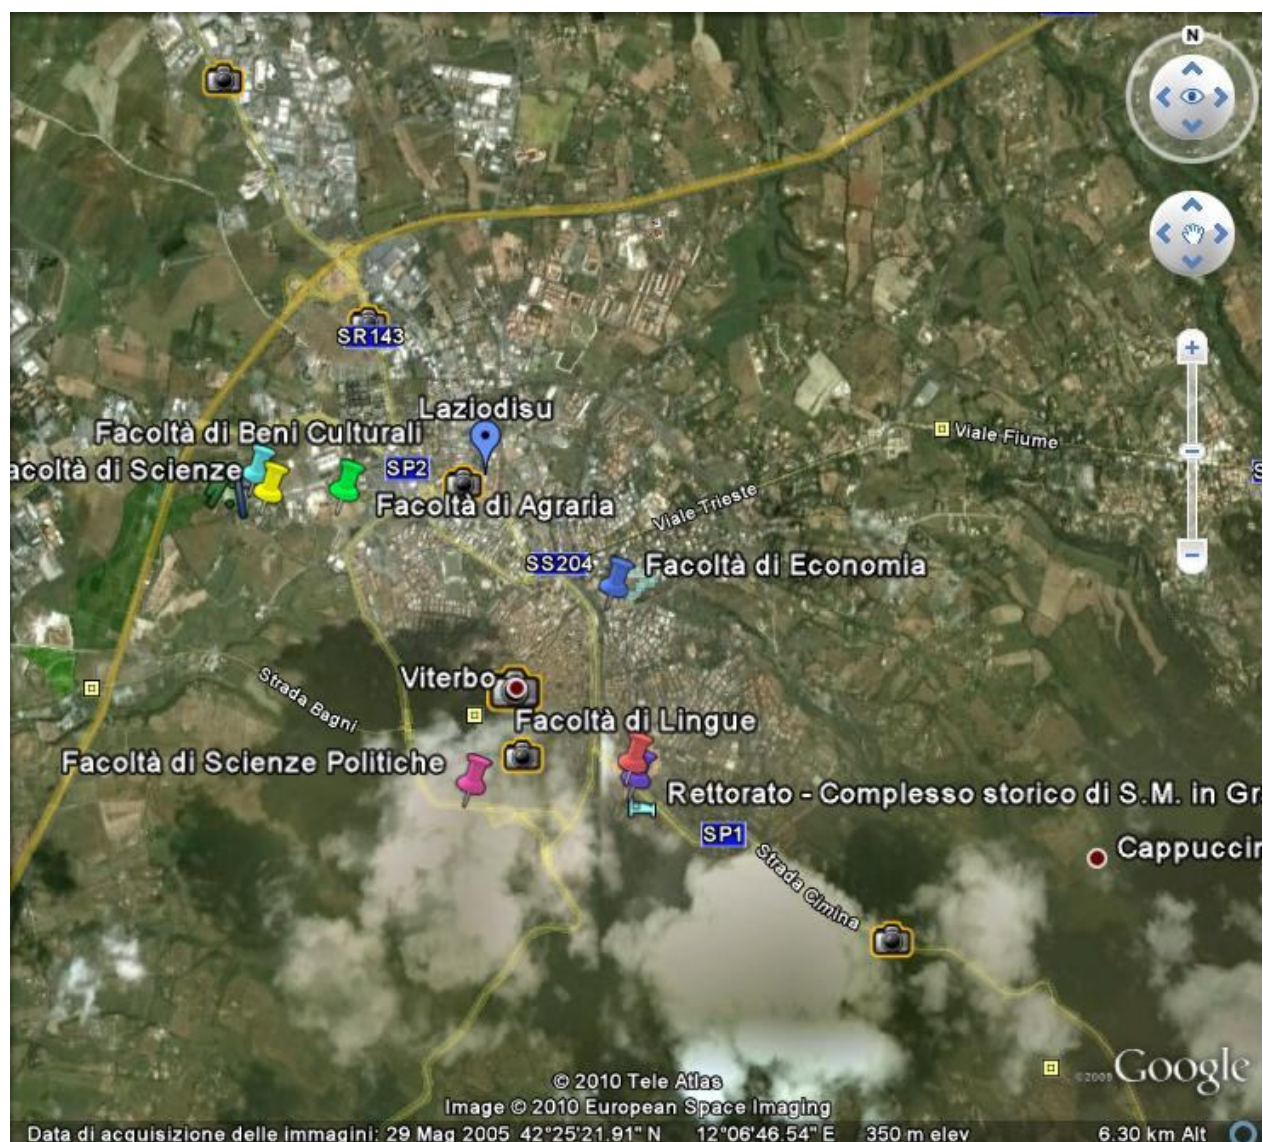 N
SR143
Laziodisu
Facoltà di Beni Culturali
Viale Fiume
acoltà di Scienze
SP2
S
Facoltà di Agraria
Viale Trieste
SS204
Facoltà di Economia
Viterbo
Strada Bagni
Facoltà di Lingue
Facoltà di Scienze Politiche
Rettorato - Complesso storico di S.M. in Gr
SP1
Cappuccin
Strada Cimina
©2009 Google
© 2010 Tele Atlas
Image © 2010 European Space Imaging
Data di acquisizione delle immagini: 29 Mag 2005 42°25'21.91" N 12°06'46.54" E 350 m elev 6.30 km Alt